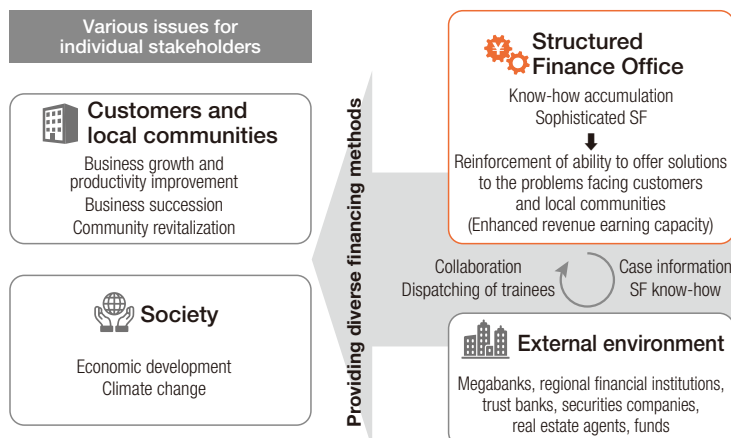 Various issues for
individual stakeholders
Customers and
local communities
Business growth and
productivity improvement
Business succession
Community revitalization
Society
Economic development
Climate change
Providing diverse financing methods
¥
Structured
Finance Office
Know-how accumulation
Sophisticated SF
Reinforcement of ability to offer solutions
to the problems facing customers
and local communities
(Enhanced revenue earning capacity)
Collaboration
Dispatching of trainees
Case information
SF know-how
External environment
Megabanks, regional financial institutions,
trust banks, securities companies,
real estate agents, funds